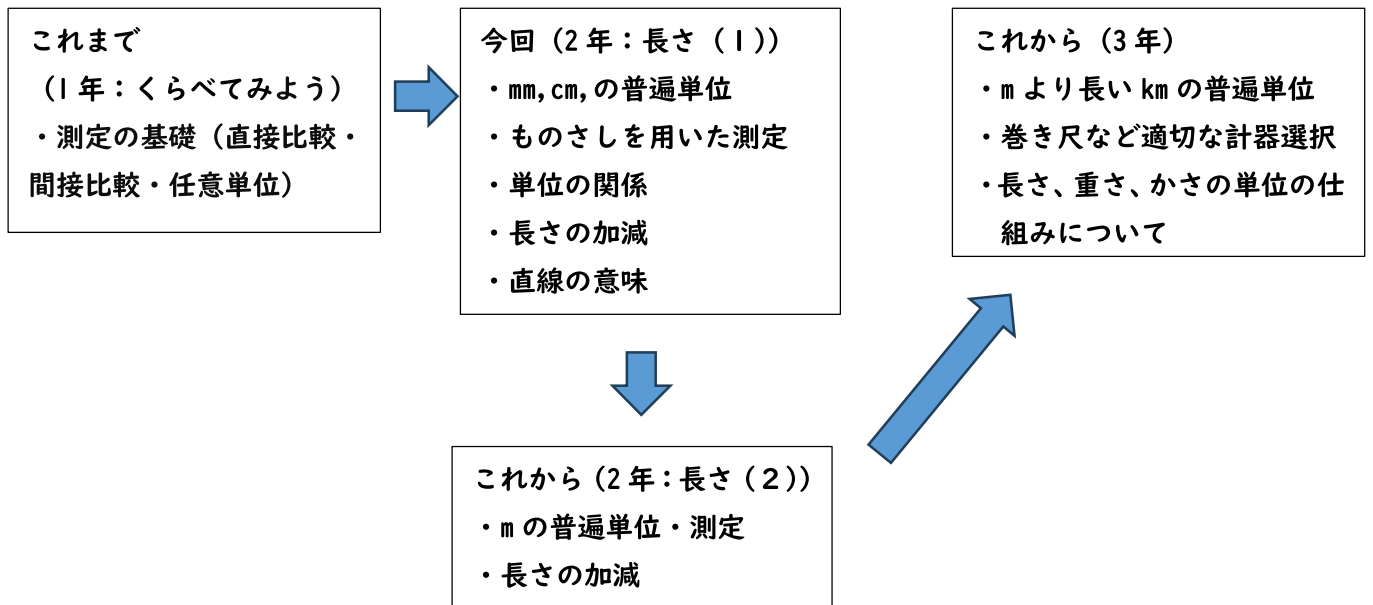 これまで
(1年:くらべてみよう)
・測定の基礎(直接比較・
間接比較・任意単位)
今回(2年:長さ(1))
・mm,cm,の普遍単位
・ものさしを用いた測定
・単位の関係
・長さの加減
・直線の意味
これから(2年:長さ(2))
・mの普遍単位・測定
・長さの加減
これから(3年)
・mより長いkmの普遍単位
・巻き尺など適切な計器選択
・長さ、重さ、かさの単位の仕
組みについて